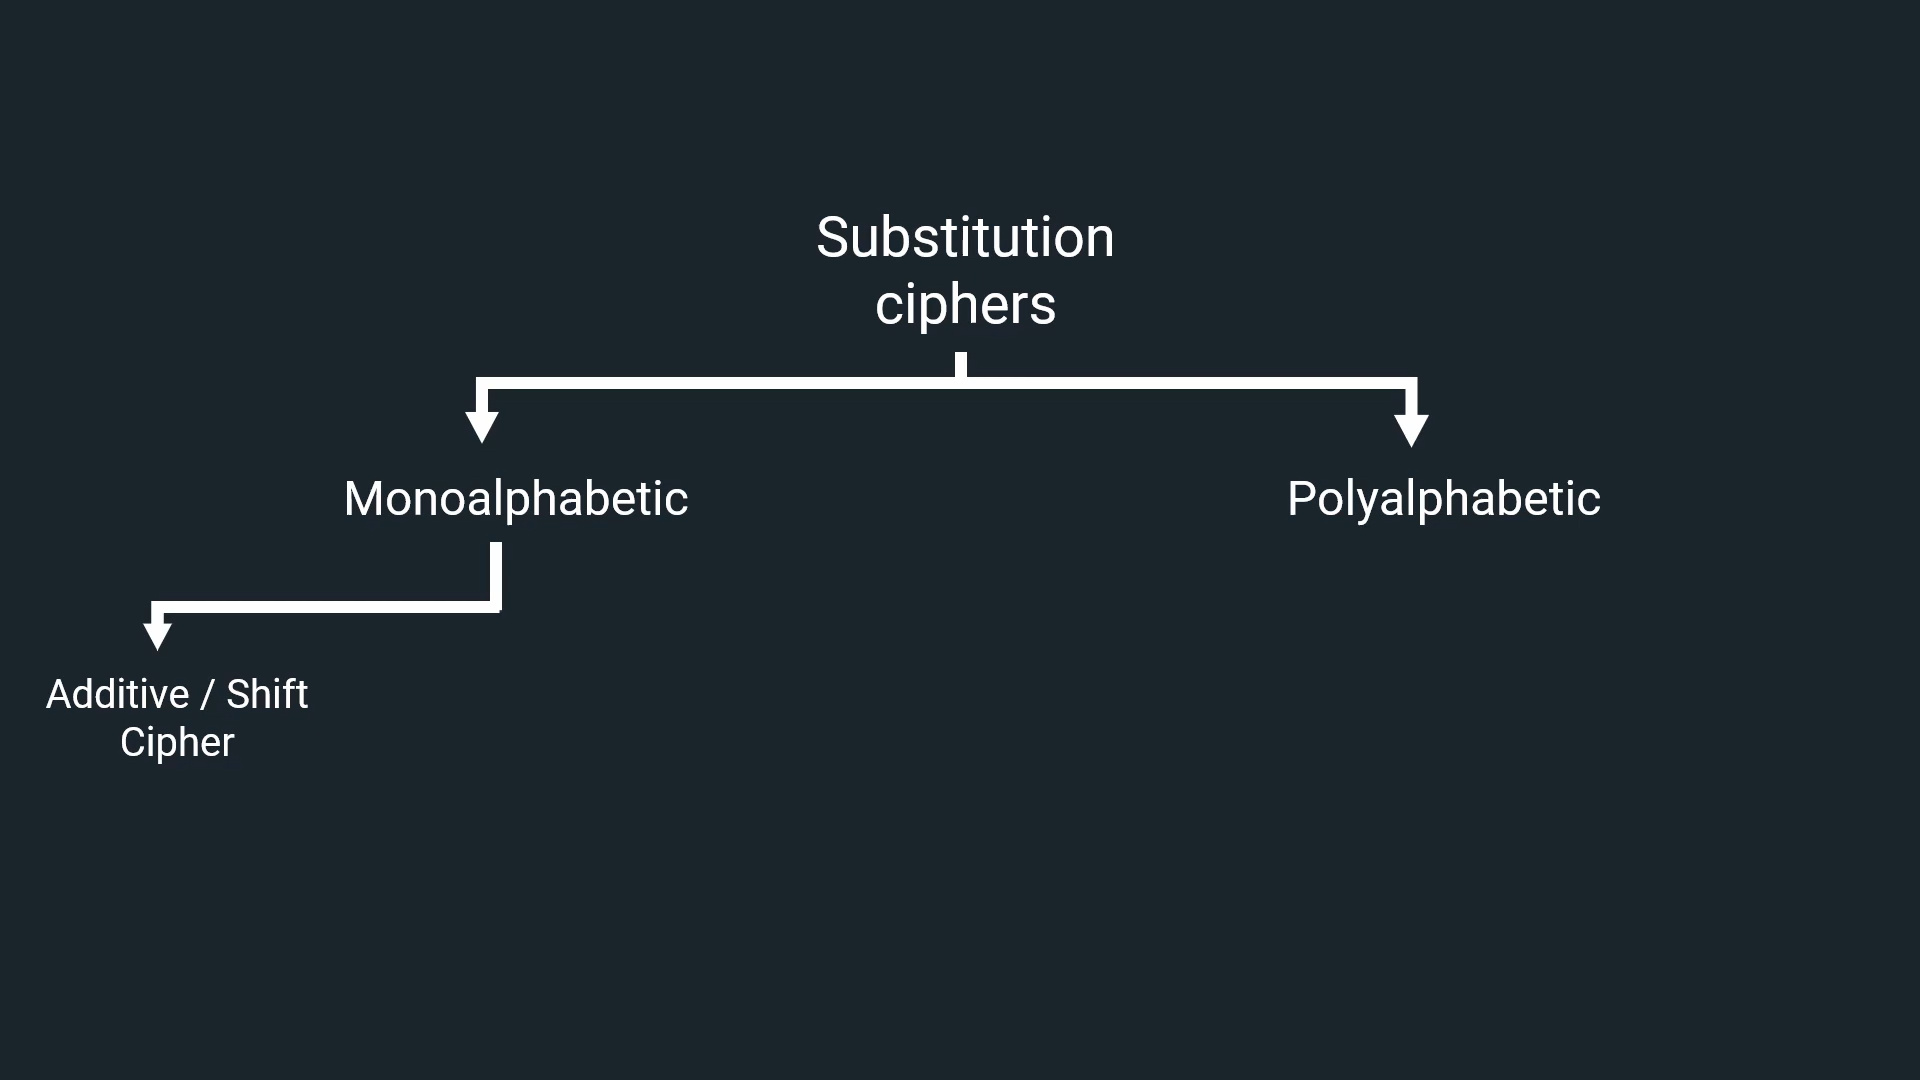 Substitution
ciphers
Monoalphabetic
Polyalphabetic
Additive / Shift
Cipher